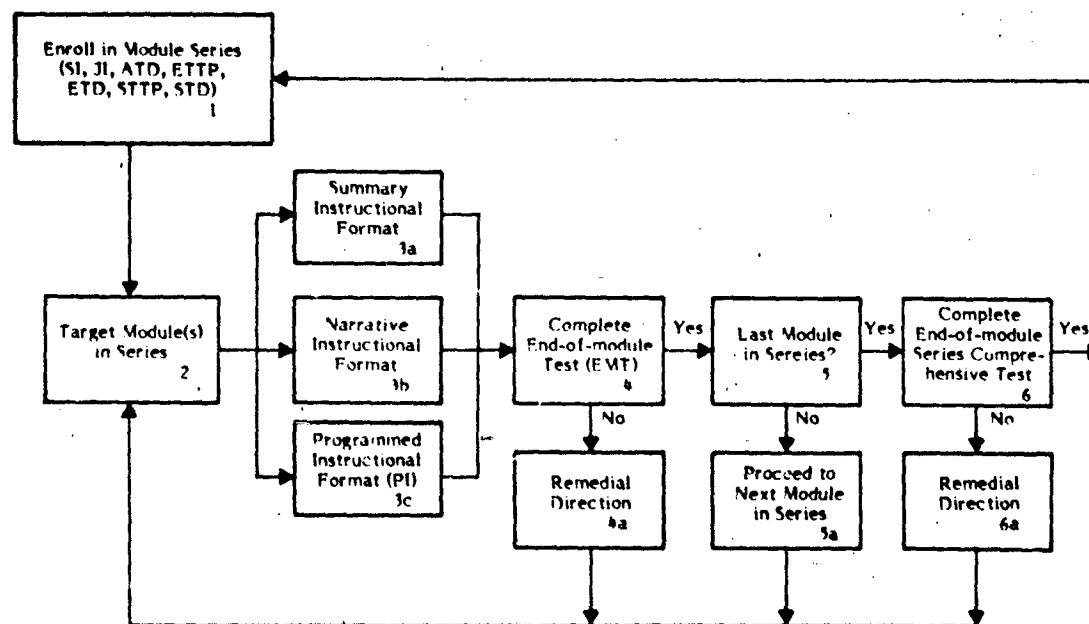 Enroll in Module Series
(SI, JI, ATD, ETTP,
ETD, STTP, STD)
1
Summary
Instructional
Format
3a
Target Module(s)
in Series
2
Narrative
Instructional
Format
3b
Programmed
Instructional
Format (PI)
3c
Complete
End-of-module
Test (EMT)
4
Yes
No
Remedial
Direction
4a
Last Module
in Sereies?
5
Yes
No
Proceed to
Next Module
in Series
5a
Complete
End-of-module
Series Compre-
hensive Test
6
Yes
No
Remedial
Direction
6a